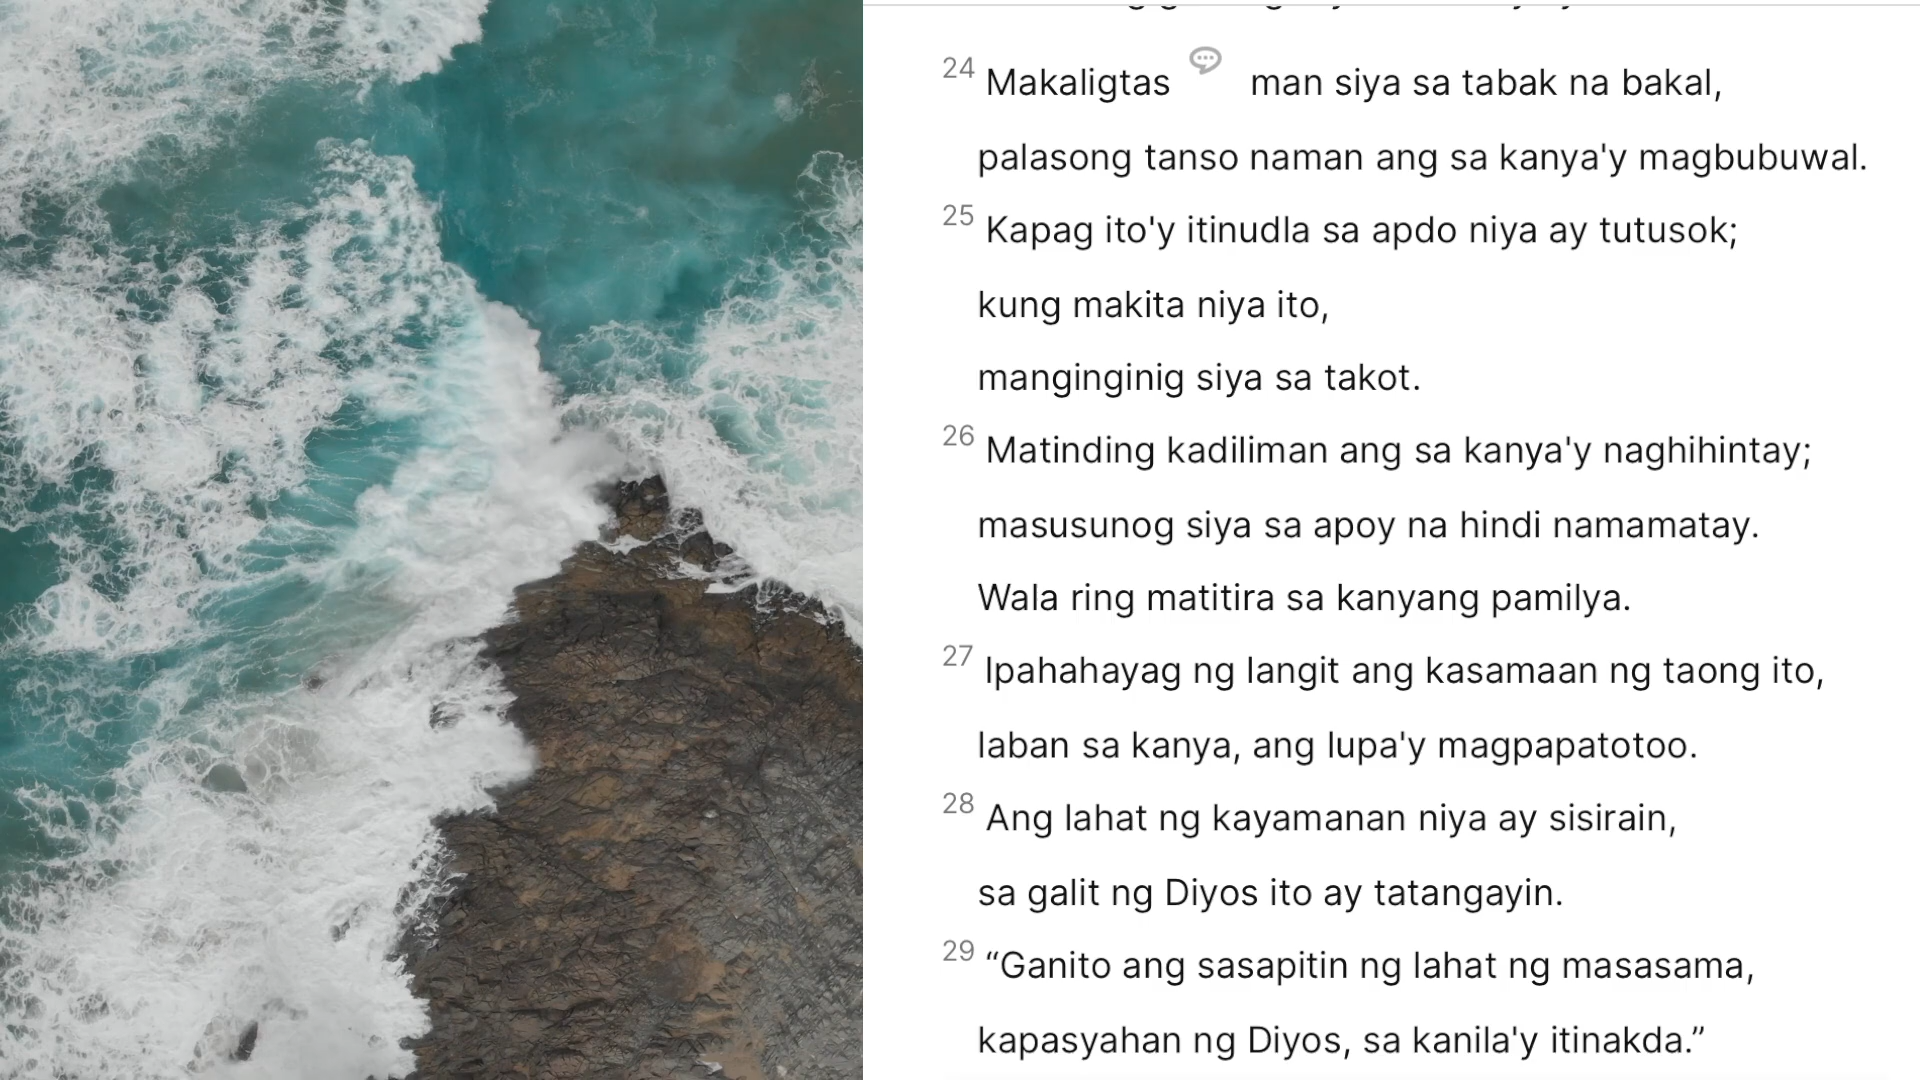 24 Makaligtas man siya sa tabak na bakal,
palasong tanso naman ang sa kanya'y magbubuwal.
25 Kapag ito'y itinudla sa apdo niya ay tutusok;
kung makita niya ito,
manginginig siya sa takot.
26 Matinding kadiliman ang sa kanya'y naghihintay;
masusunog siya sa apoy na hindi namamatay.
Wala ring matitira sa kanyang pamilya.
27 Ipahahayag ng langit ang kasamaan ng taong ito,
laban sa kanya, ang lupa'y magpapatotoo.
28 Ang lahat ng kayamanan niya ay sisirain,
sa galit ng Diyos ito ay tatangayin.
29 “Ganito ang sasapitin ng lahat ng masasama,
kapasyahan ng Diyos, sa kanila'y itinakda.”